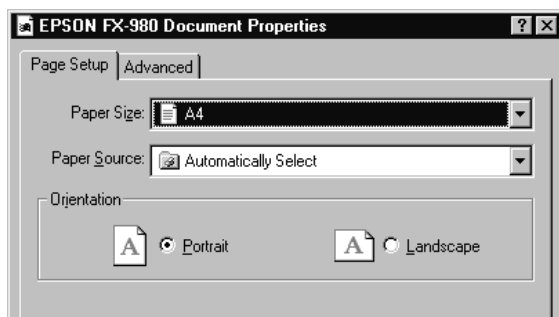 EPSON FX-980 Document Properties
Page Setup Advanced
Paper Size: A4
Paper Source: Automatically Select
Orientation
A Portrait A Landscape